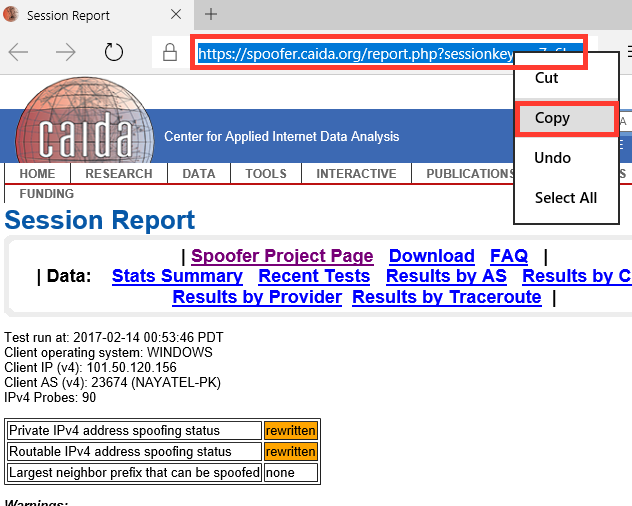 Session Report
https://spoofer.caida.org/report.php?sessionkey
Cut
Copy
Undo
Select All
caida
Center for Applied Internet Data Analysis
HOME RESEARCH DATA TOOLS INTERACTIVE PUBLICATIONS
FUNDING
Session Report
| Spoofer Project Page Download FAQ |
| Data: Stats Summary Recent Tests Results by AS Results by C
Results by Provider Results by Traceroute |
Test run at: 2017-02-14 00:53:46 PDT
Client operating system: WINDOWS
Client IP (v4): 101.50.120.156
Client AS (v4): 23674 (NAYATEL-PK)
IPv4 Probes: 90
Private IPv4 address spoofing status rewritten
Routable IPv4 address spoofing status rewritten
Largest neighbor prefix that can be spoofed none
Warnings: